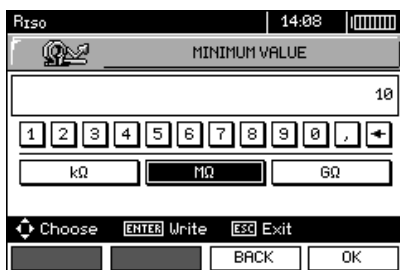 RISO 14:08
MINIMUM VALUE
10
1 2 3 4 5 6 7 8 9 0 , ←
kΩ MΩ GΩ
Choose ENTER Write ESC Exit
BACK OK